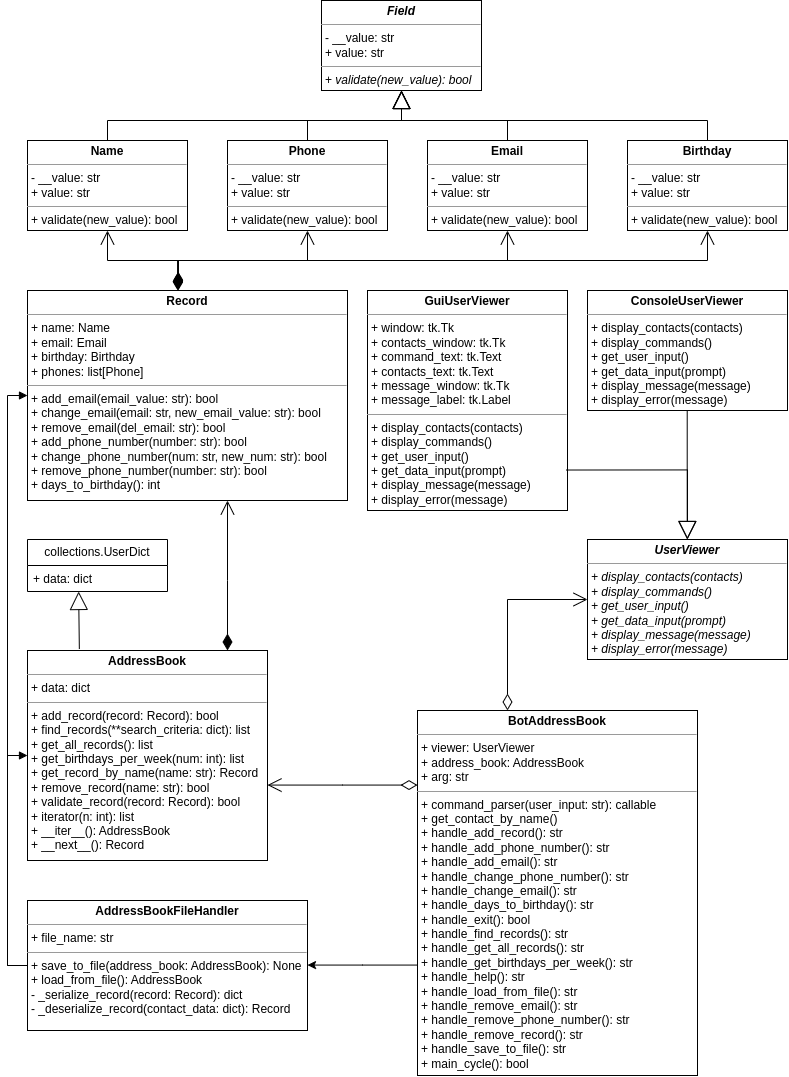 Field
- __value: str
+ value: str
+ validate(new_value): bool
Name
- __value: str
+ value: str
+ validate(new_value): bool
Phone
- __value: str
+ value: str
+ validate(new_value): bool
Email
- __value: str
+ value: str
+ validate(new_value): bool
Birthday
- __value: str
+ value: str
+ validate(new_value): bool
Record
+ name: Name
+ email: Email
+ birthday: Birthday
+ phones: list[Phone]
+ add_email(email_value: str): bool
+ change_email(email: str, new_email_value: str): bool
+ remove_email(del_email: str): bool
+ add_phone_number(number: str): bool
+ change_phone_number(num: str, new_num: str): bool
+ remove_phone_number(number: str): bool
+ days_to_birthday(): int
GuiUserViewer
+ window: tk.Tk
+ contacts_window: tk.Tk
+ command_text: tk.Text
+ contacts_text: tk.Text
+ message_window: tk.Tk
+ message_label: tk.Label
+ display_contacts(contacts)
+ display_commands()
+ get_user_input()
+ get_data_input(prompt)
+ display_message(message)
+ display_error(message)
ConsoleUserViewer
+ display_contacts(contacts)
+ display_commands()
+ get_user_input()
+ get_data_input(prompt)
+ display_message(message)
+ display_error(message)
collections.UserDict
+ data: dict
UserViewer
+ display_contacts(contacts)
+ display_commands()
+ get_user_input()
+ get_data_input(prompt)
+ display_message(message)
+ display_error(message)
AddressBook
+ data: dict
+ add_record(record: Record): bool
+ find_records(**search_criteria: dict): list
+ get_all_records(): list
+ get_birthdays_per_week(num: int): list
+ get_record_by_name(name: str): Record
+ remove_record(name: str): bool
+ validate_record(record: Record): bool
+ iterator(n: int): list
+ __iter__(): AddressBook
+ __next__(): Record
BotAddressBook
+ viewer: UserViewer
+ address_book: AddressBook
+ arg: str
+ command_parser(user_input: str): callable
+ get_contact_by_name()
+ handle_add_record(): str
+ handle_add_phone_number(): str
+ handle_add_email(): str
+ handle_change_phone_number(): str
+ handle_change_email(): str
+ handle_days_to_birthday(): str
+ handle_exit(): bool
+ handle_find_records(): str
+ handle_get_all_records(): str
+ handle_get_birthdays_per_week(): str
+ handle_help(): str
+ handle_load_from_file(): str
+ handle_remove_email(): str
+ handle_remove_phone_number(): str
+ handle_remove_record(): str
+ handle_save_to_file(): str
+ main_cycle(): bool
AddressBookFileHandler
+ file_name: str
+ save_to_file(address_book: AddressBook): None
+ load_from_file(): AddressBook
- _serialize_record(record: Record): dict
- _deserialize_record(contact_data: dict): Record